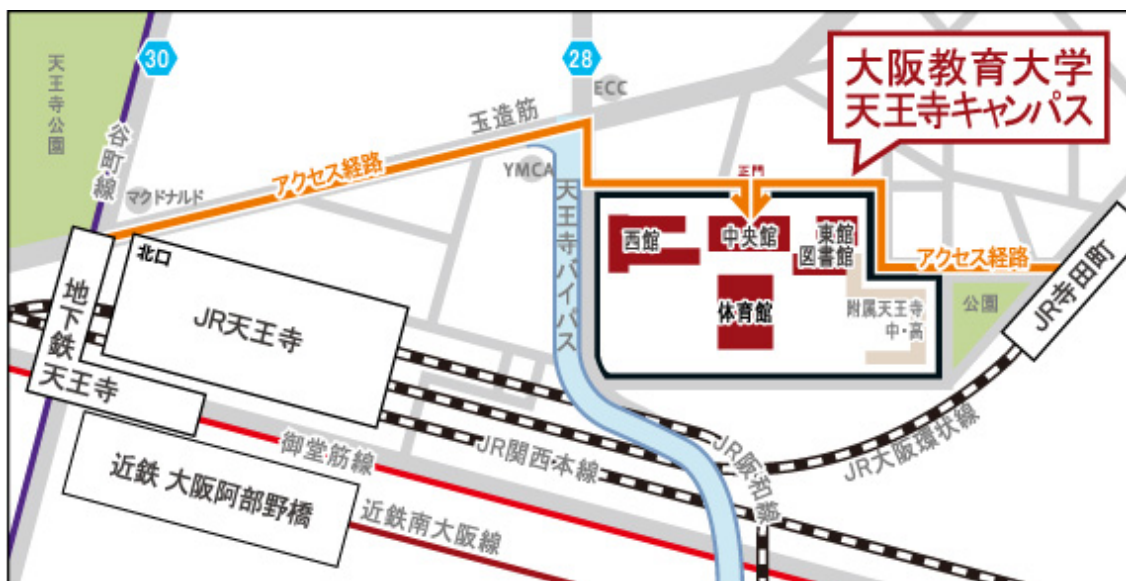 大阪教育大学
天王寺キャンパス
30
28
ECC
天王寺公園
谷町線
玉造筋
アクセス経路
マクドナルド
YMCA
天王寺バイパス
正門
西館
中央館
東館
図書館
体育館
附属天王寺
中・高
アクセス経路
公園
JR寺田町
北口
JR天王寺
地下鉄
天王寺
近鉄 大阪阿部野橋
御堂筋線
JR関西本線
JR阪和線
JR大阪環状線
近鉄南大阪線